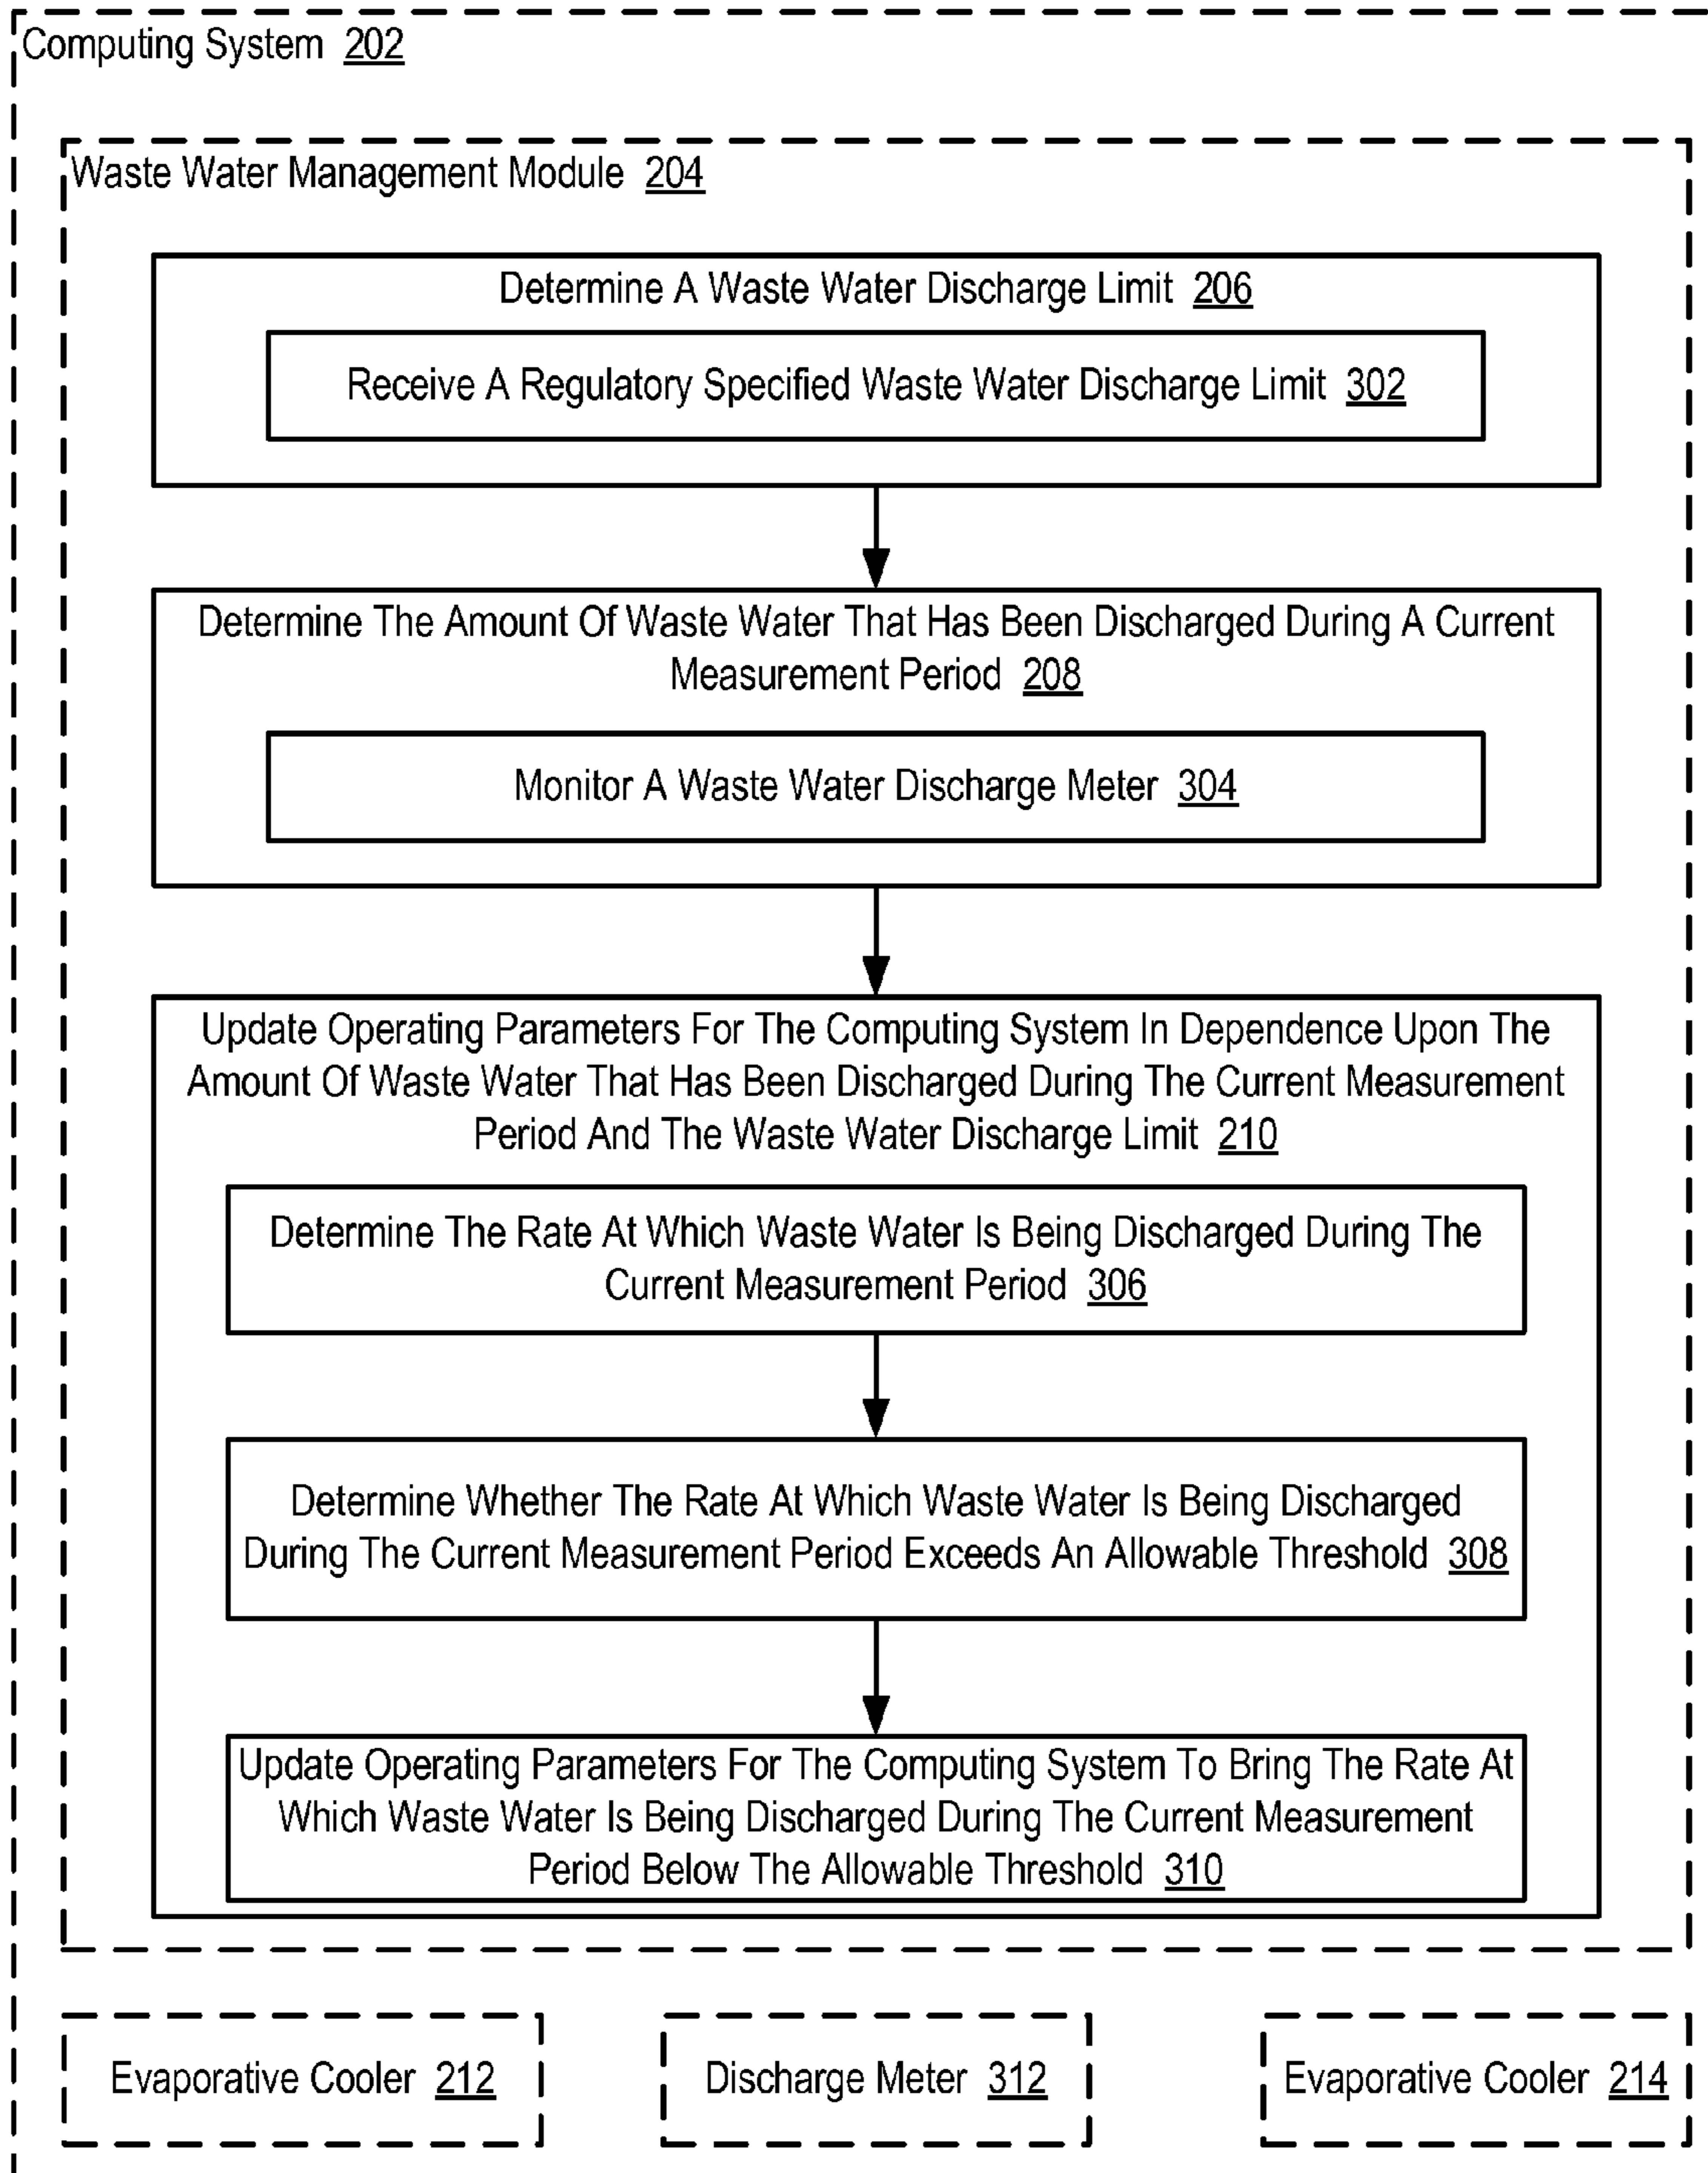 Computing System 202
Waste Water Management Module 204
Determine A Waste Water Discharge Limit 206
Receive A Regulatory Specified Waste Water Discharge Limit 302
Determine The Amount Of Waste Water That Has Been Discharged During A Current
Measurement Period 208
Monitor A Waste Water Discharge Meter 304
Update Operating Parameters For The Computing System In Dependence Upon The
Amount Of Waste Water That Has Been Discharged During The Current Measurement
Period And The Waste Water Discharge Limit 210
Determine The Rate At Which Waste Water Is Being Discharged During The
Current Measurement Period 306
Determine Whether The Rate At Which Waste Water Is Being Discharged
During The Current Measurement Period Exceeds An Allowable Threshold 308
Update Operating Parameters For The Computing System To Bring The Rate At
Which Waste Water Is Being Discharged During The Current Measurement
Period Below The Allowable Threshold 310
Evaporative Cooler 212
Discharge Meter 312
Evaporative Cooler 214